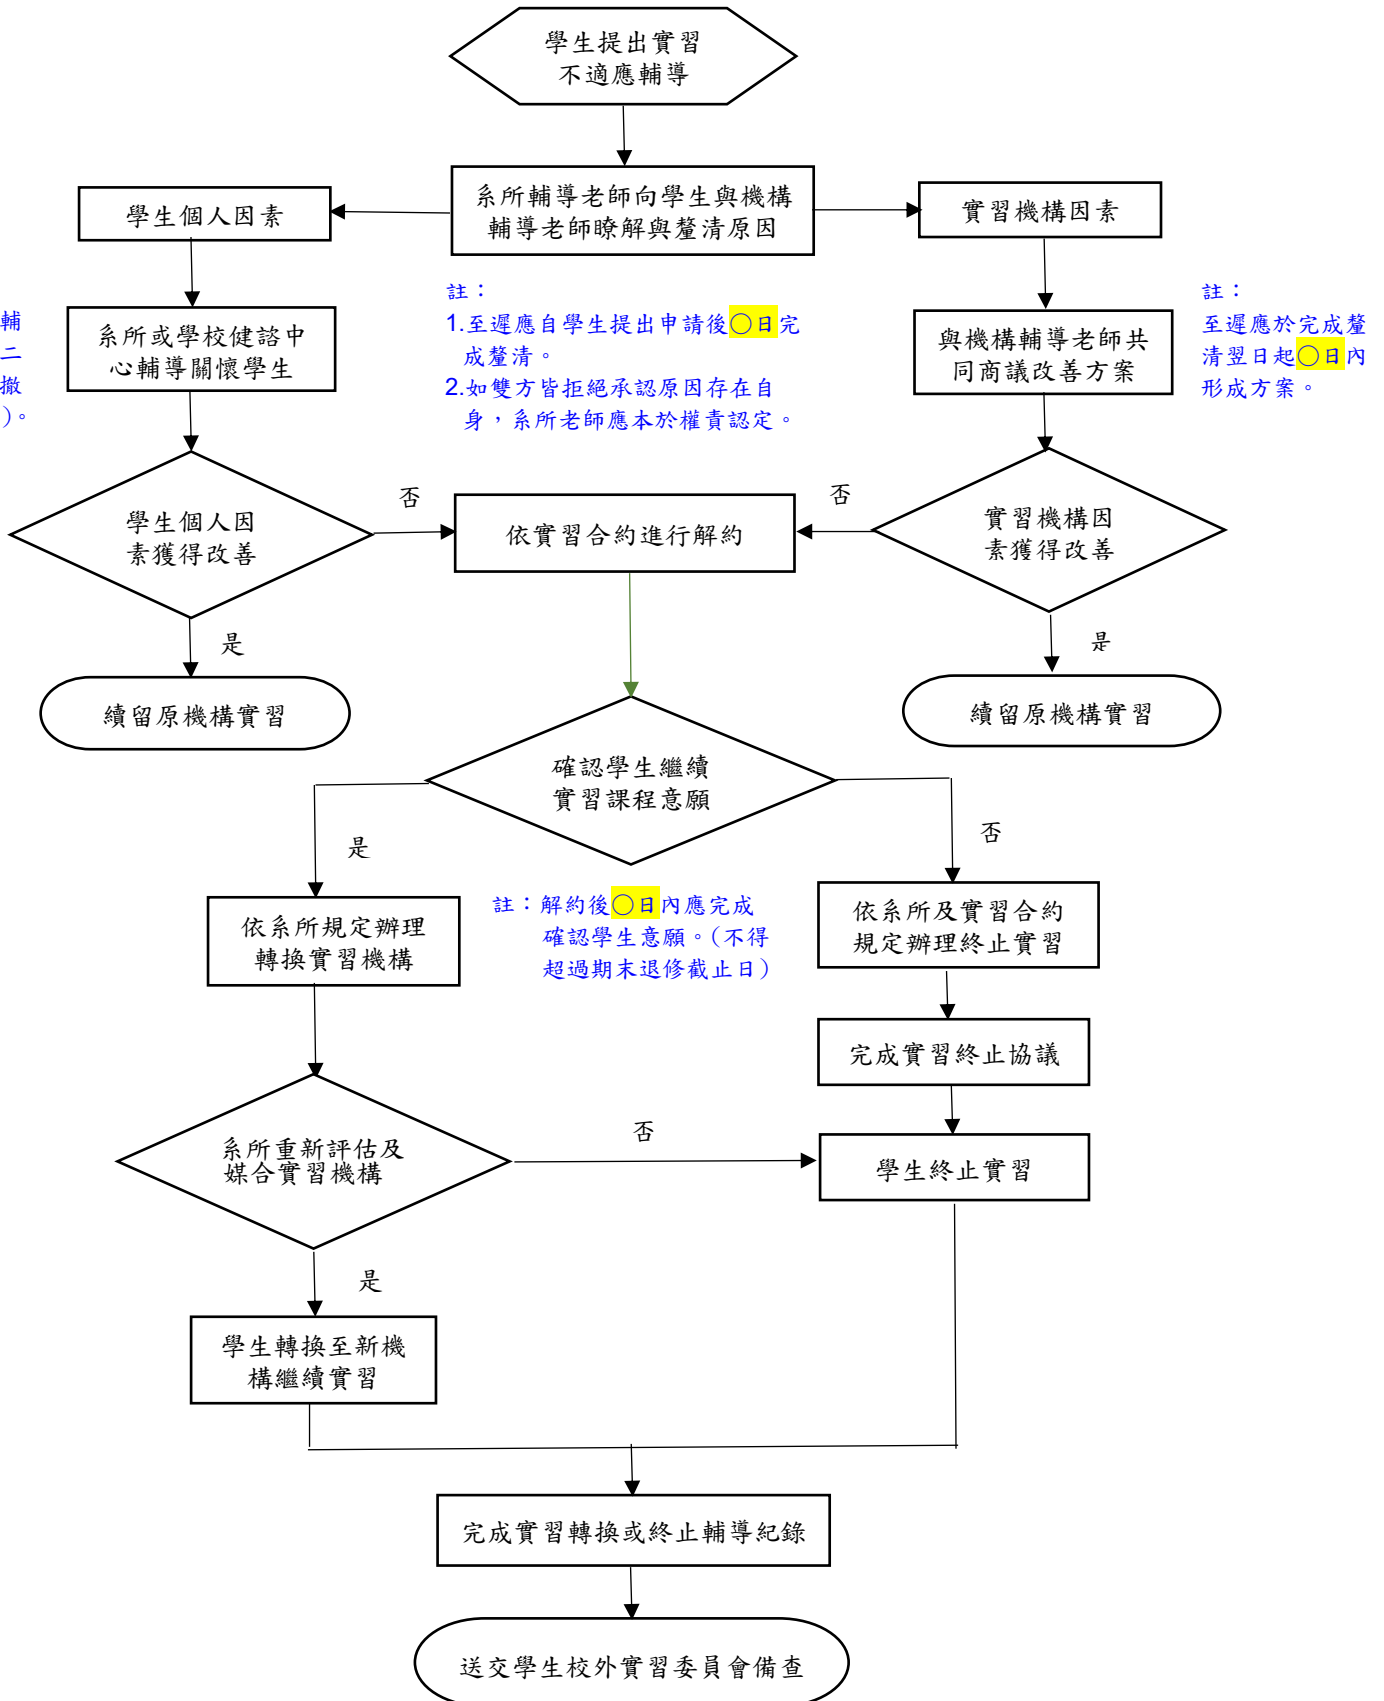 學生提出實習
不適應輔導
系所輔導老師向學生與機構
輔導老師瞭解與釐清原因
學生個人因素
實習機構因素
註：
1.至遲應自學生提出申請後○日完
成釐清。
2.如雙方皆拒絕承認原因存在自
身，系所老師應本於權責認定。
輔
二
撤
)。
系所或學校健諮中
心輔導關懷學生
與機構輔導老師共
同商議改善方案
註：
至遲應於完成釐
清翌日起○日內
形成方案。
學生個人因
素獲得改善
否
依實習合約進行解約
否
實習機構因
素獲得改善
是
是
續留原機構實習
續留原機構實習
確認學生繼續
實習課程意願
是
否
依系所規定辦理
轉換實習機構
註：解約後○日內應完成
確認學生意願。(不得
超過期末退修截止日)
依系所及實習合約
規定辦理終止實習
完成實習終止協議
系所重新評估及
媒合實習機構
否
學生終止實習
是
學生轉換至新機
構繼續實習
完成實習轉換或終止輔導紀錄
送交學生校外實習委員會備查